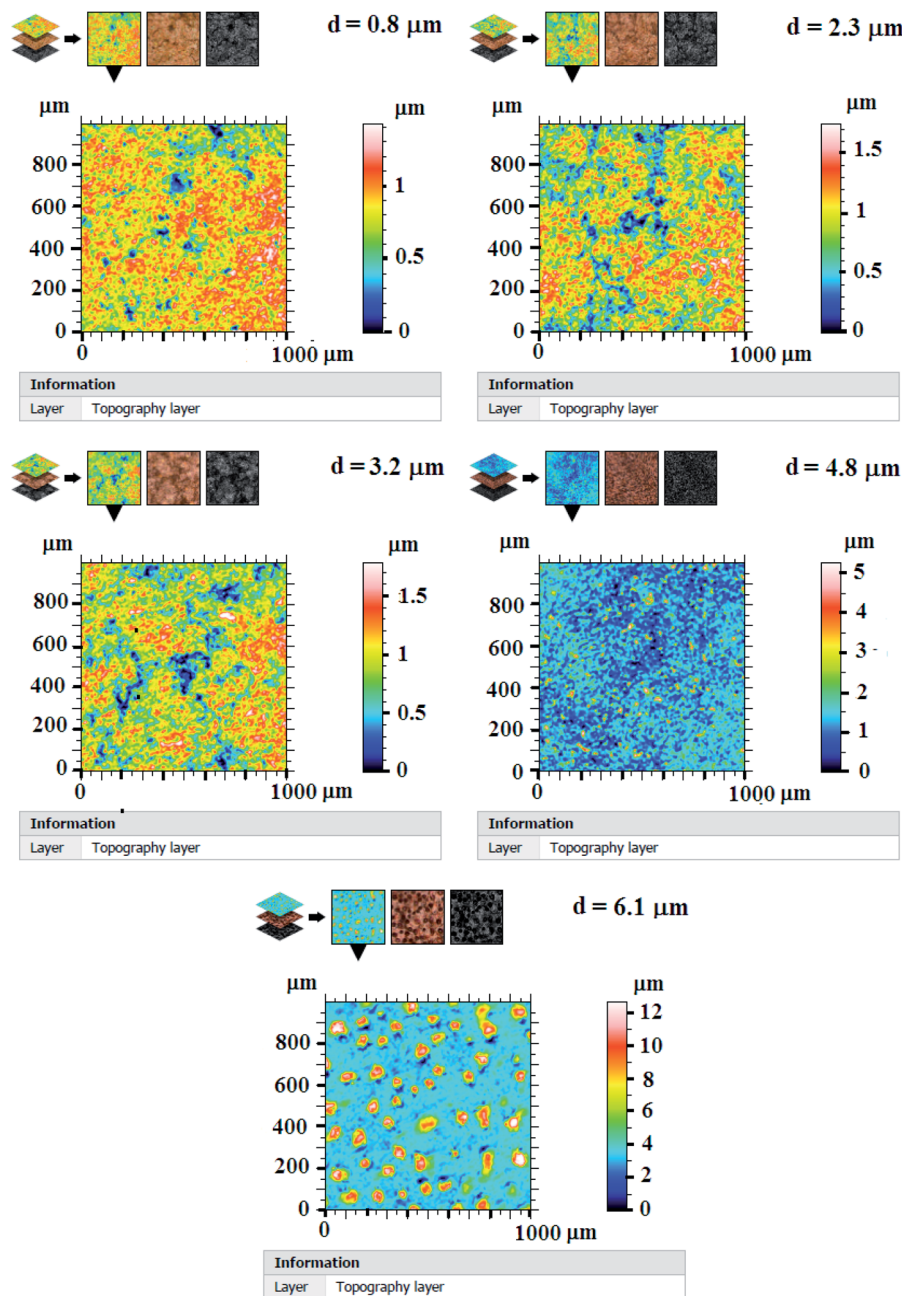 d = 0.8 μm
μm
μm
800
600
400
200
0
0
1000 μm
1
0.5
0
Information
Layer Topography layer
d = 2.3 μm
μm
μm
800
600
400
200
0
0
1000 μm
1.5
1
0.5
0
Information
Layer Topography layer
d = 3.2 μm
μm
μm
800
600
400
200
0
0
1000 μm
1.5
1
0.5
0
Information
Layer Topography layer
d = 4.8 μm
μm
μm
800
600
400
200
0
0
1000 μm
5
4
3
2
1
0
Information
Layer Topography layer
d = 6.1 μm
μm
μm
800
600
400
200
0
0
1000 μm
12
10
8
6
4
2
0
Information
Layer Topography layer